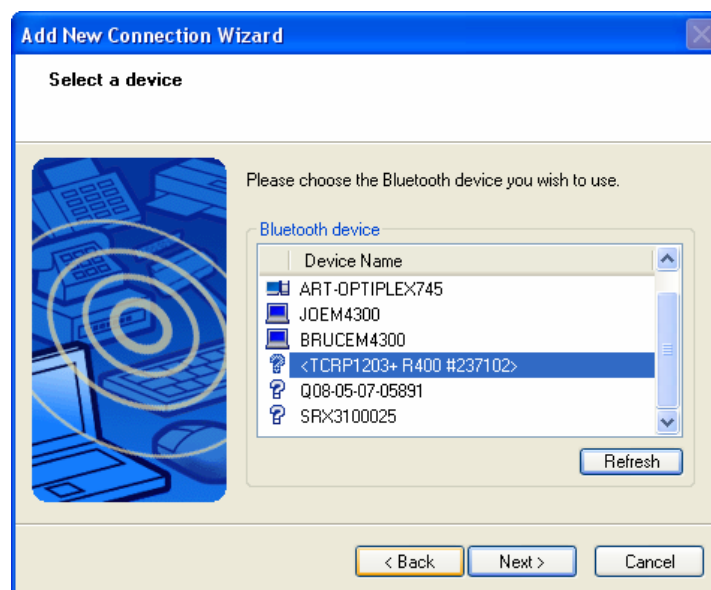 Add New Connection Wizard
Select a device
Please choose the Bluetooth device you wish to use.
Bluetooth device
Device Name
ART-OPTIPLEX745
JOEM4300
BRUCEM4300
<TCRP1203+ R400 #237102>
Q08-05-07-05891
SRX3100025
Refresh
< Back Next > Cancel